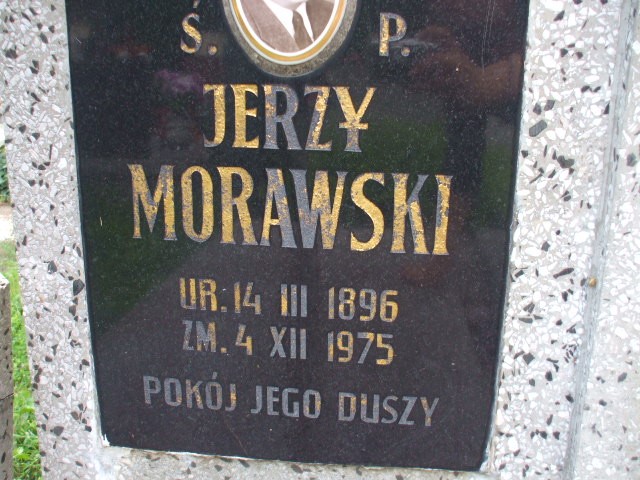 Ś. P.
JERZY
MORAWSKI
UR. 14 III 1896
ZM. 4 XII 1975
POKÓJ JEGO DUSZY